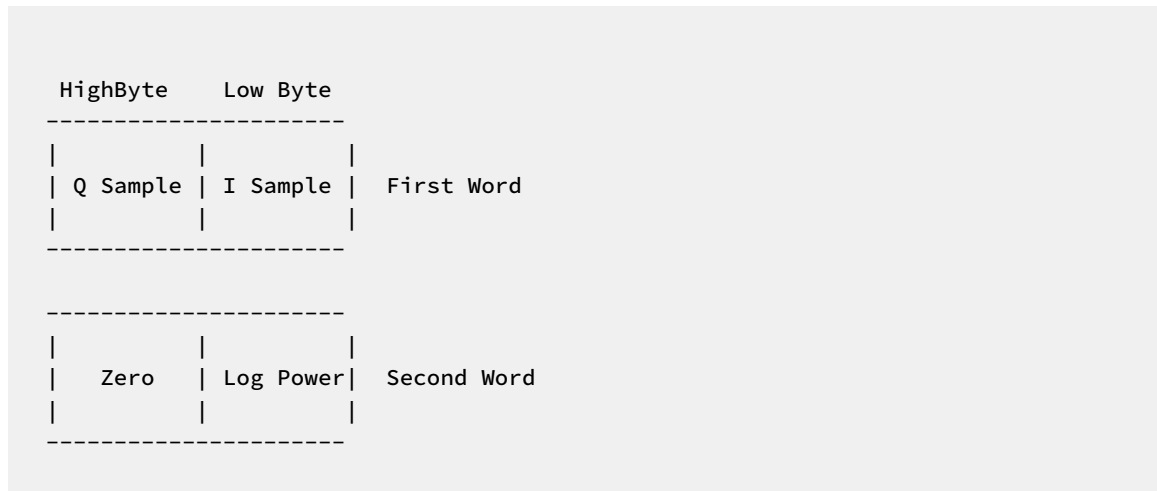 HighByte Low Byte
----------------------
| | |
| Q Sample | I Sample | First Word
| | |
----------------------
----------------------
| | |
| Zero | Log Power| Second Word
| | |
----------------------